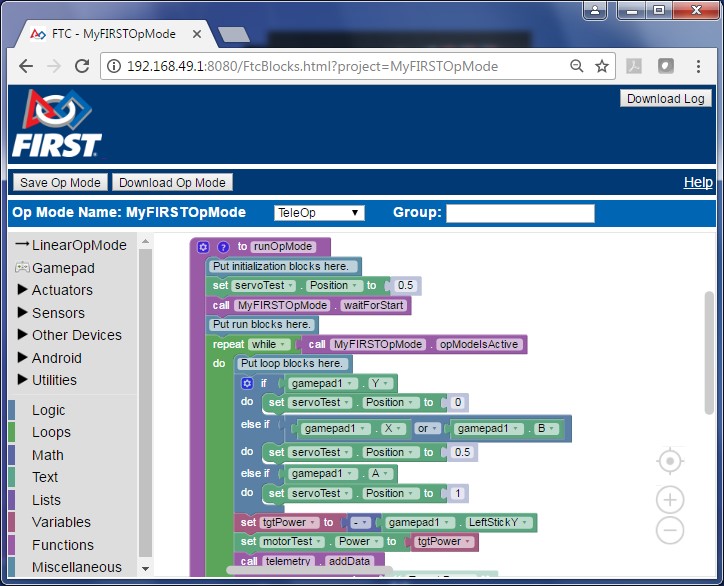 FTC - MyFIRSTOpMode
192.168.49.1:8080/FtcBlocks.html?project=MyFIRSTOpMode
Download Log
FIRST
Save Op Mode Download Op Mode Help
Op Mode Name: MyFIRSTOpMode TeleOp Group:
LinearOpMode
Gamepad
Actuators
Sensors
Other Devices
Android
Utilities
Logic
Loops
Math
Text
Lists
Variables
Functions
Miscellaneous
to runOpMode
Put initialization blocks here.
set servoTest . Position to 0.5
call MyFIRSTOpMode . waitForStart
Put run blocks here.
repeat while call MyFIRSTOpMode . opModeIsActive
do Put loop blocks here.
if gamepad1 . Y
do set servoTest . Position to 0
else if gamepad1 . X or gamepad1 . B
do set servoTest . Position to 0.5
else if gamepad1 . A
do set servoTest . Position to 1
set tgtPower to - gamepad1 . LeftStickY
set motorTest . Power to tgtPower
call telemetry . addData